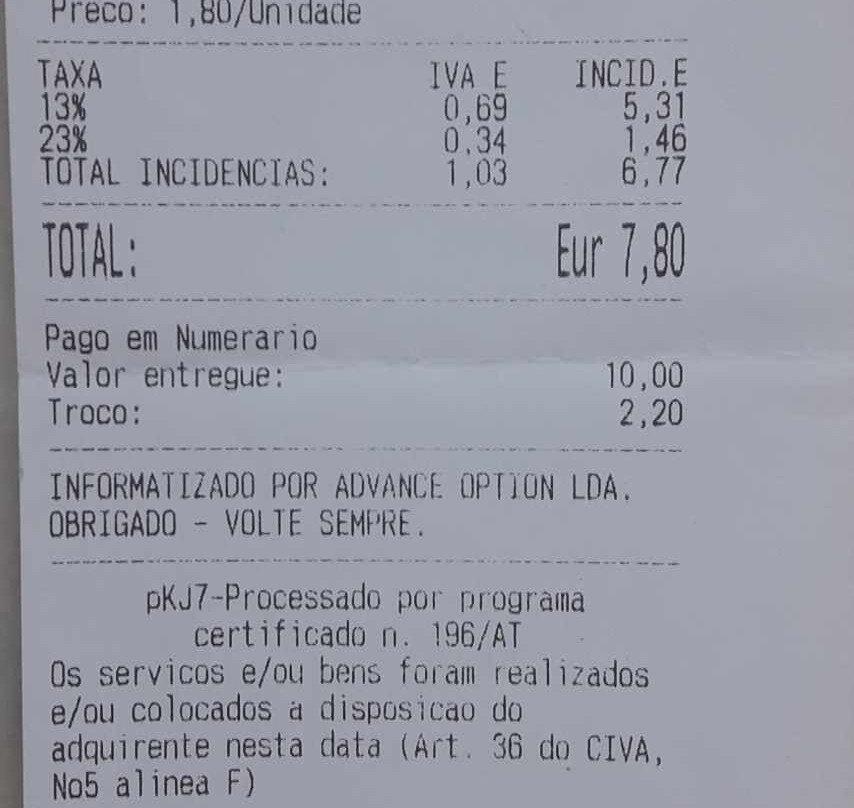 Preco: 1,80/Unidade
TAXA IVA E INCID.E
13% 0,69 5,31
23% 0,34 1,46
TOTAL INCIDENCIAS: 1,03 6,77
TOTAL: Eur 7,80
Pago em Numerario
Valor entregue: 10,00
Troco: 2,20
INFORMATIZADO POR ADVANCE OPTION LDA.
OBRIGADO - VOLTE SEMPRE.
pKJ7-Processado por programa
certificado n. 196/AT
Os servicos e/ou bens foram realizados
e/ou colocados a disposicao do
adquirente nesta data (Art. 36 do CIVA,
No5 alinea F)